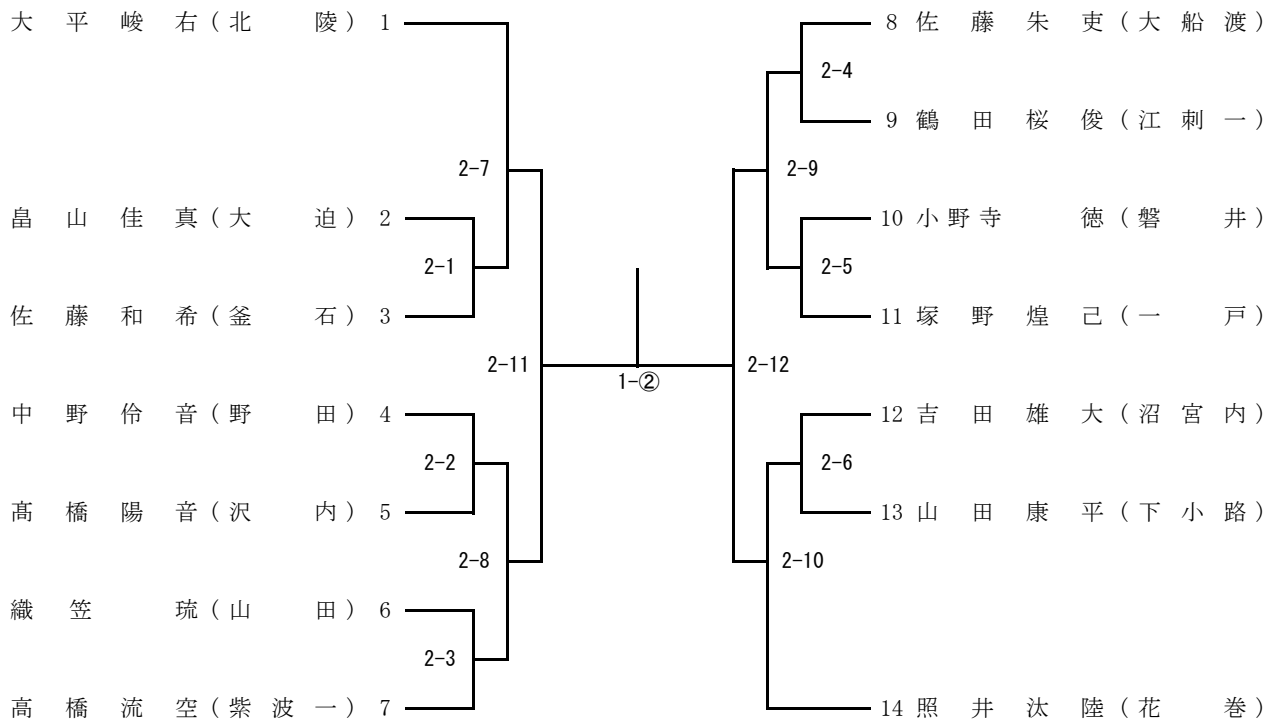 大平峻右(北陵) 1
2-7
畠山佳真(大迫) 2
2-1
佐藤和希(釜石) 3
2-11
中野伶音(野田) 4
2-2
髙橋陽音(沢内) 5
2-8
織笠琉(山田) 6
2-3
高橋流空(紫波一) 7
1-②
8 佐藤朱吏(大船渡)
2-4
9 鶴田桜俊(江刺一)
2-9
10 小野寺徳(磐井)
2-5
11 塚野煌己(一戸)
2-12
12 吉田雄大(沼宮内)
2-6
13 山田康平(下小路)
2-10
14 照井汰陸(花巻)